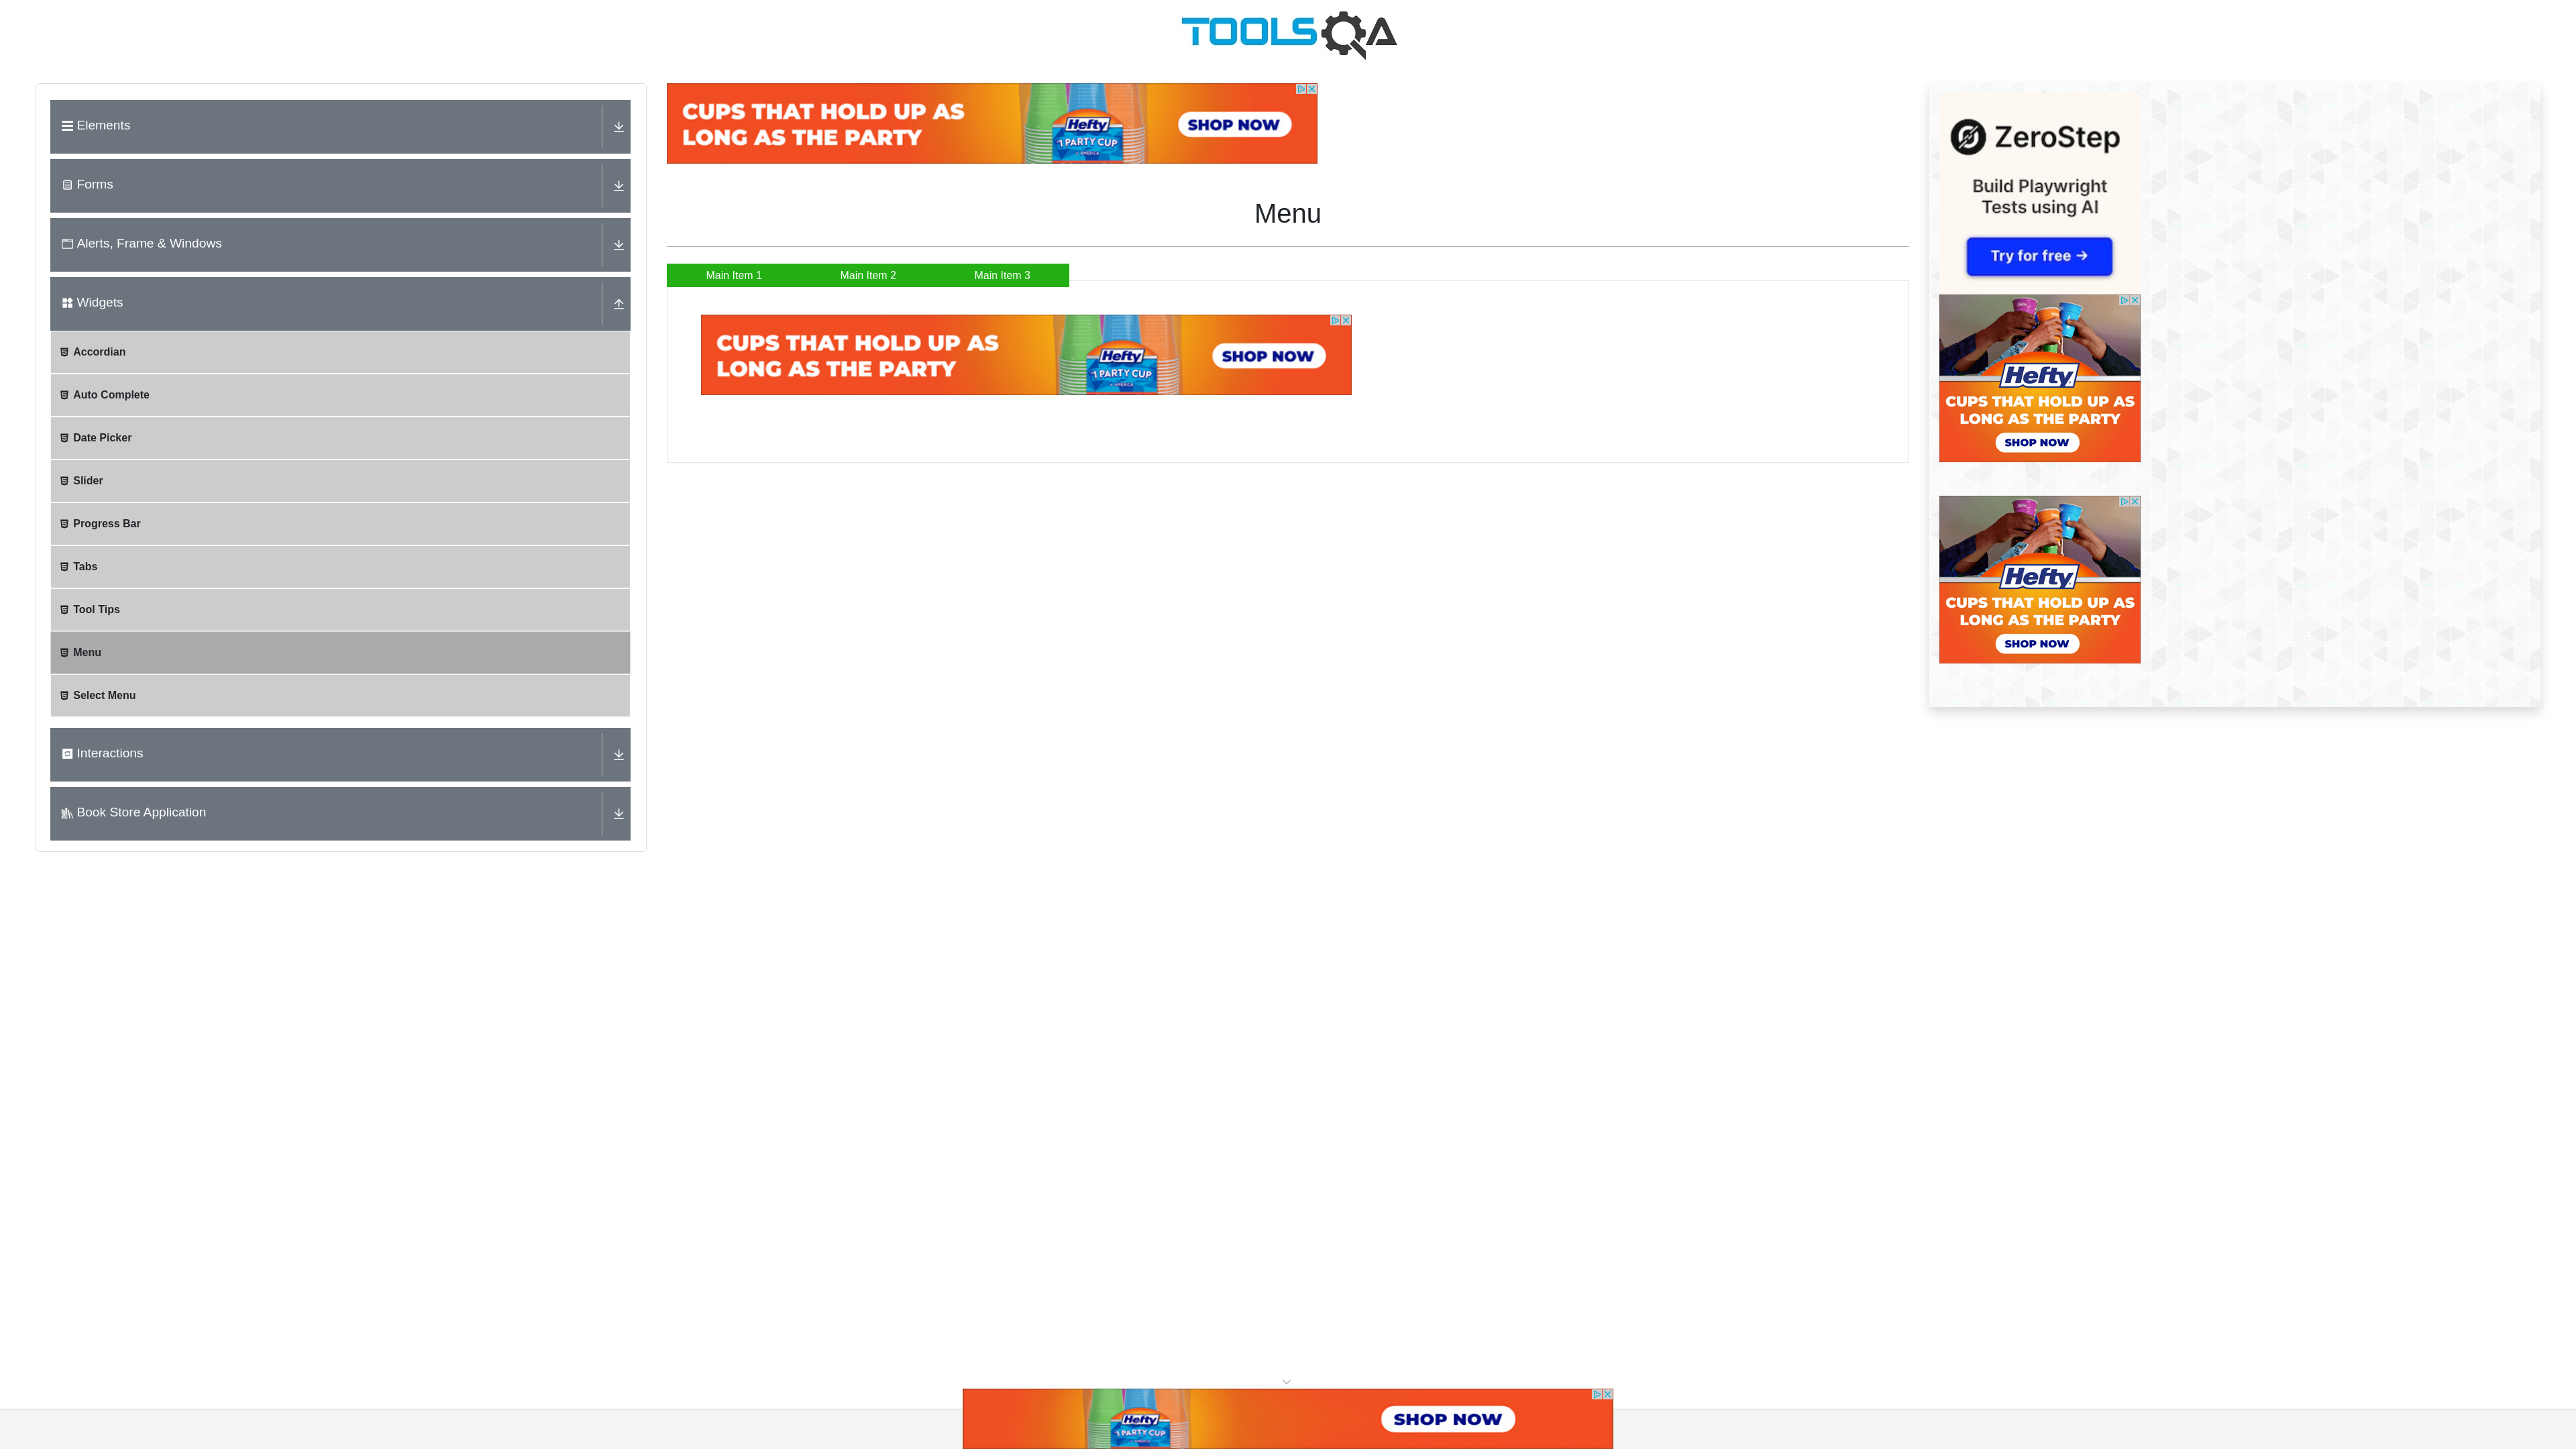 TOOLSQA
Elements
Forms
Alerts, Frame & Windows
Widgets
Accordian
Auto Complete
Date Picker
Slider
Progress Bar
Tabs
Tool Tips
Menu
Select Menu
Interactions
Book Store Application
CUPS THAT HOLD UP AS
LONG AS THE PARTY
Hefty
#1 PARTY CUP
SHOP NOW
Menu
Main Item 1
Main Item 2
Main Item 3
CUPS THAT HOLD UP AS
LONG AS THE PARTY
Hefty
#1 PARTY CUP
SHOP NOW
ZeroStep
Build Playwright
Tests using AI
Try for free →
Hefty
CUPS THAT HOLD UP AS
LONG AS THE PARTY
SHOP NOW
Hefty
CUPS THAT HOLD UP AS
LONG AS THE PARTY
SHOP NOW
Hefty
#1 PARTY CUP
SHOP NOW